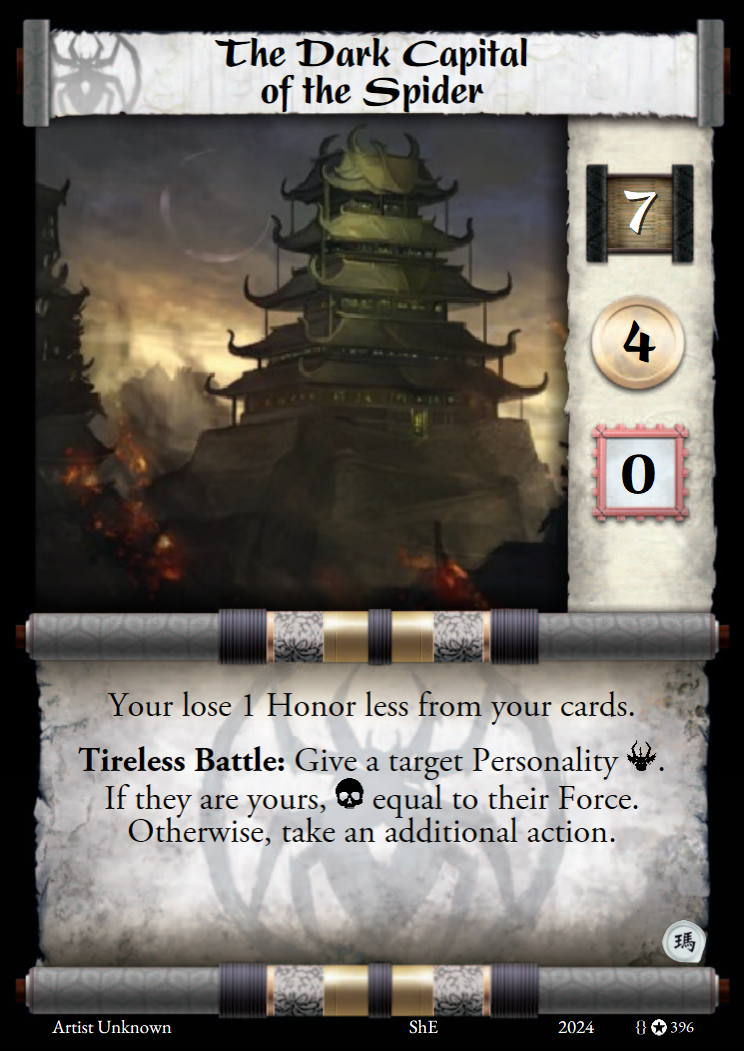 The Dark Capital
of the Spider
7
4
0
Your lose 1 Honor less from your cards.
Tireless Battle: Give a target Personality .
If they are yours, equal to their Force.
Otherwise, take an additional action.
瑪
Artist Unknown ShE 2024 {} 396